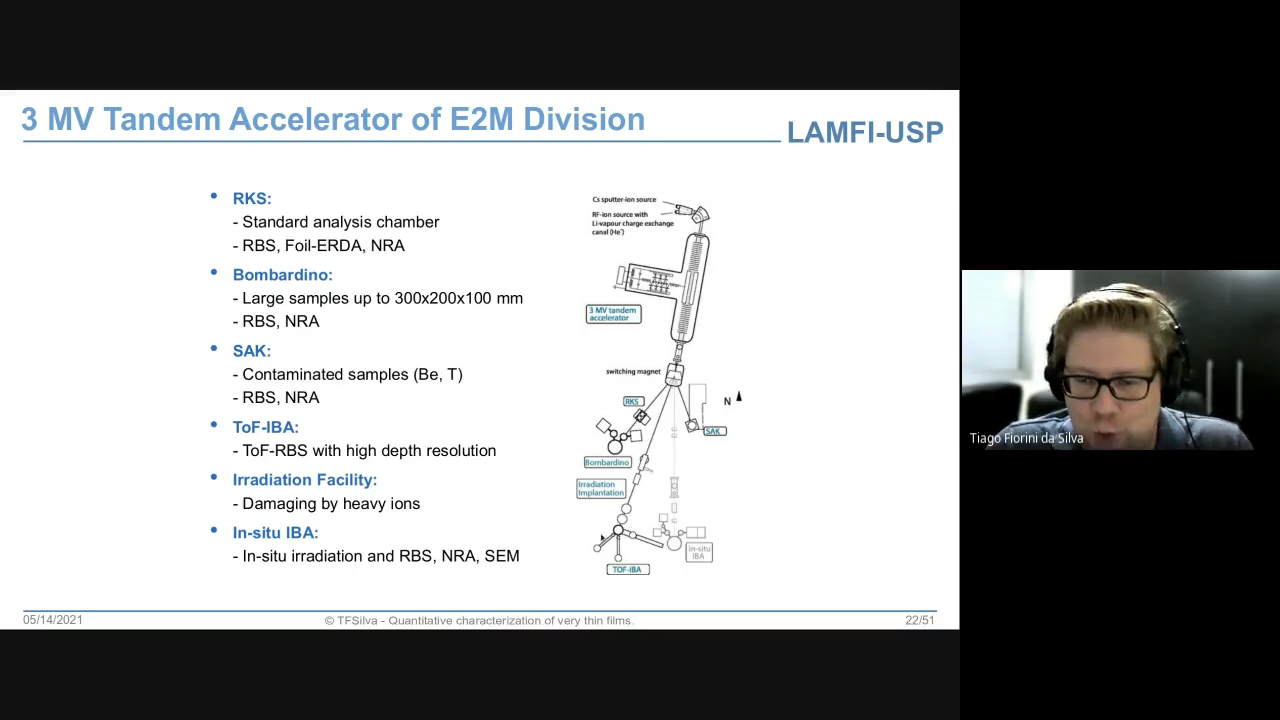 3 MV Tandem Accelerator of E2M Division
LAMFI-USP
• RKS:
- Standard analysis chamber
- RBS, Foil-ERDA, NRA
• Bombardino:
- Large samples up to 300x200x100 mm
- RBS, NRA
• SAK:
- Contaminated samples (Be, T)
- RBS, NRA
• ToF-IBA:
- ToF-RBS with high depth resolution
• Irradiation Facility:
- Damaging by heavy ions
• In-situ IBA:
- In-situ irradiation and RBS, NRA, SEM
Cs sputter-ion source
RF-ion source with
Li-vapour charge exchange
canal (He⁻)
3 MV tandem
accelerator
switching magnet
RKS
N
SAK
Bombardino
Irradiation
Implantation
in-situ
IBA
TOF-IBA
05/14/2021
© TFSilva - Quantitative characterization of very thin films.
22/51
Tiago Fiorini da Silva